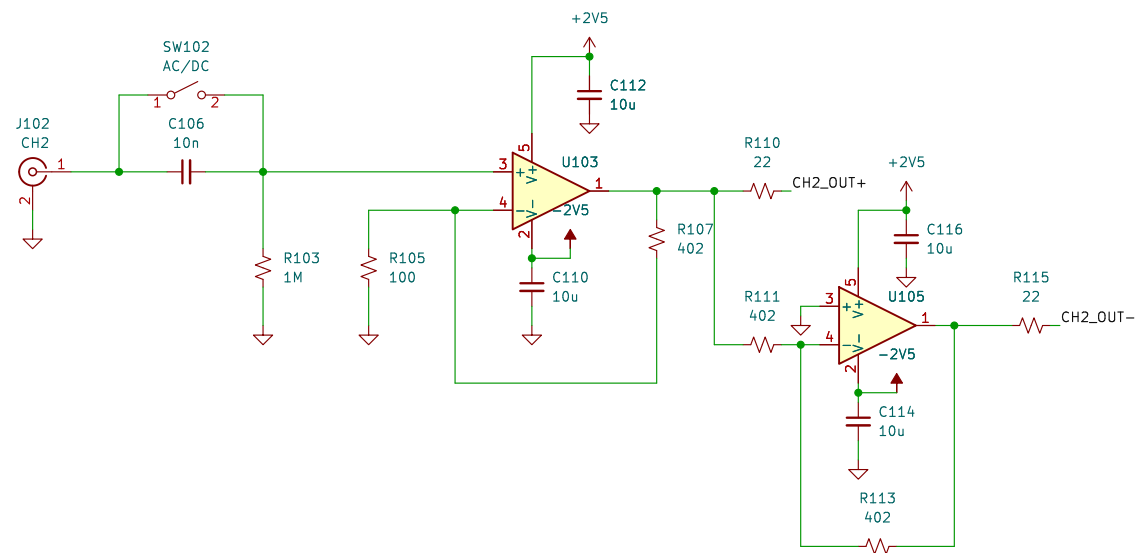 +2V5
SW102
AC/DC
1
2
C112
10u
J102
CH2
C106
10n
1
2
3
4
5
+
-
V+
V-
U103
1
-2V5
2
R110
22
CH2_OUT+
+2V5
R107
402
C116
10u
R103
1M
R105
100
C110
10u
R111
402
3
4
5
+
-
V+
V-
U105
1
-2V5
2
R115
22
CH2_OUT-
C114
10u
R113
402